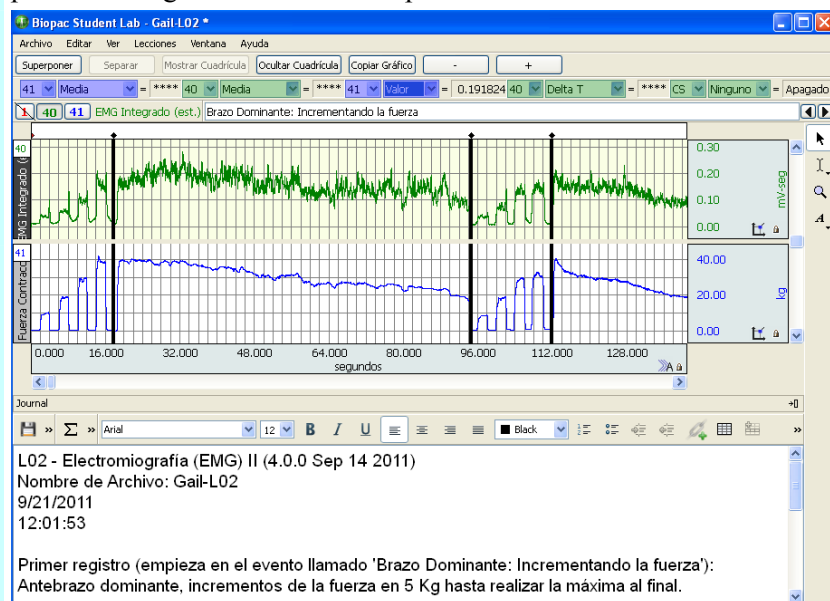 Biopac Student Lab - Gail-L02 *
Archivo Editar Ver Lecciones Ventana Ayuda
Superponer Separar Mostrar Cuadrícula Ocultar Cuadrícula Copiar Gráfico - +
41 Media = **** 40 Media = **** 41 Valor = 0.191824 40 Delta T = **** CS Ninguno = Apagado
1 40 41 EMG Integrado (est.) Brazo Dominante: Incrementando la fuerza
40
EMG Integrado (e
0.30
0.20
0.10
0.00
mV-seg
41
Fuerza Contracc
40.00
20.00
0.00
kg
0.000 16.000 32.000 48.000 64.000 80.000 96.000 112.000 128.000
segundos
Journal
Arial 12 B I U Black
L02 - Electromiografía (EMG) II (4.0.0 Sep 14 2011)
Nombre de Archivo: Gail-L02
9/21/2011
12:01:53
Primer registro (empieza en el evento llamado 'Brazo Dominante: Incrementando la fuerza'):
Antebrazo dominante, incrementos de la fuerza en 5 Kg hasta realizar la máxima al final.